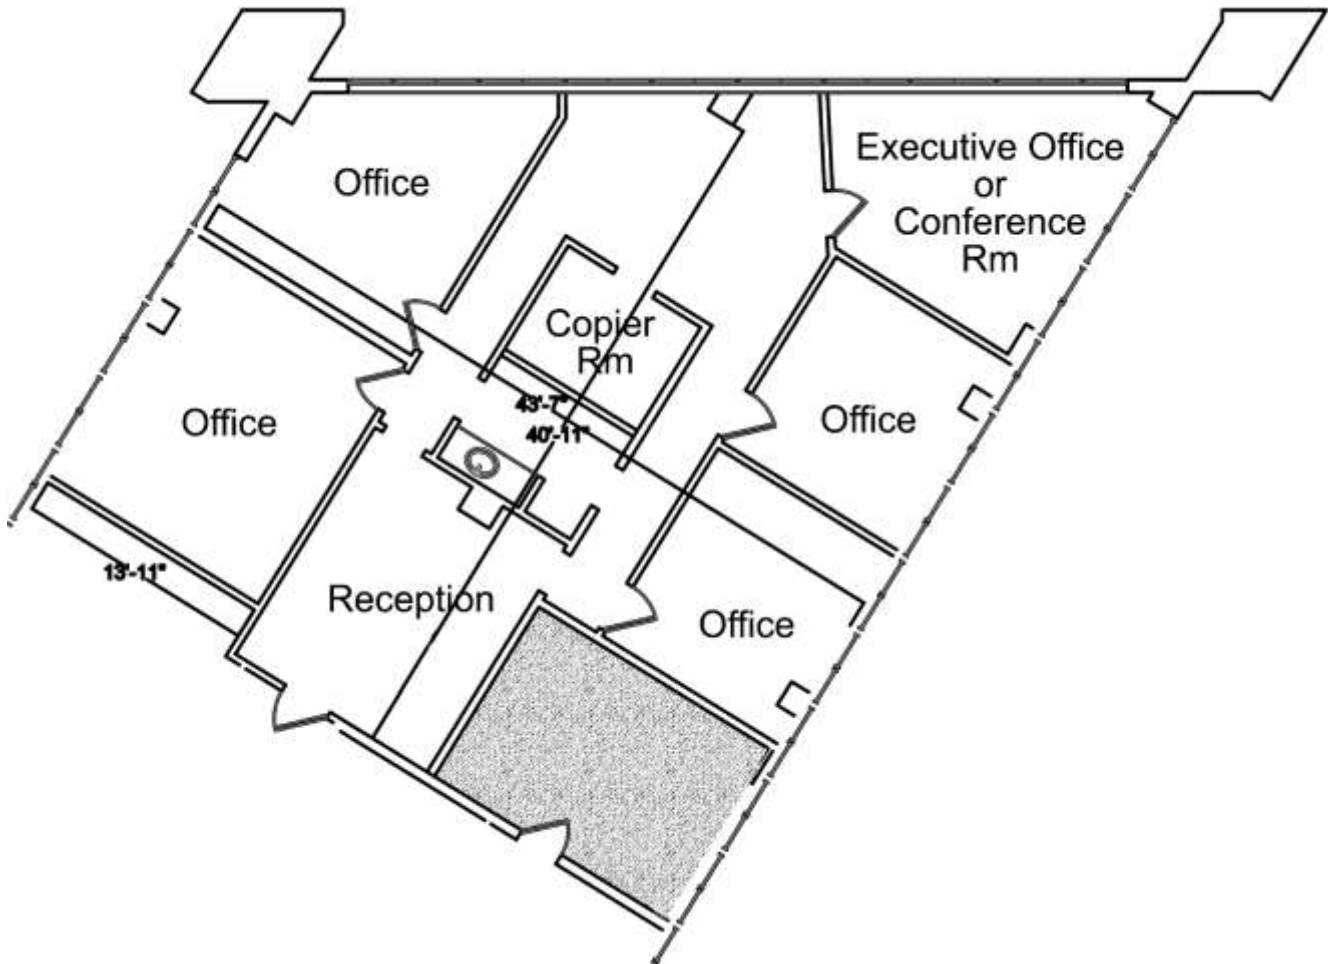 Executive Office
or
Conference
Rm
Office
Copier
Rm
43'-7"
40'-11"
Office
Office
13'-11"
Reception
Office